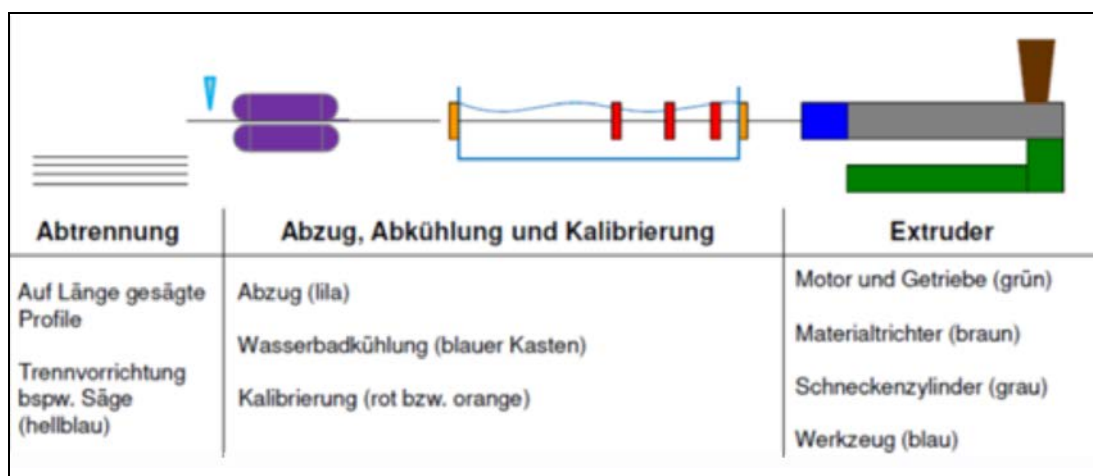 Abtrennung
Auf Länge gesägte
Profile
Trennvorrichtung
bspw. Säge
(hellblau)
Abzug, Abkühlung und Kalibrierung
Abzug (lila)
Wasserbadkühlung (blauer Kasten)
Kalibrierung (rot bzw. orange)
Extruder
Motor und Getriebe (grün)
Materialtrichter (braun)
Schneckenzylinder (grau)
Werkzeug (blau)